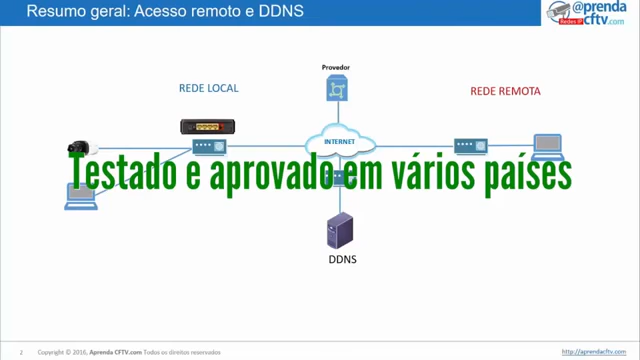 Resumo geral: Acesso remoto e DDNS
@prenda
Redes IP cftv.com
Provedor
REDE LOCAL
REDE REMOTA
INTERNET
Testado e aprovado em vários países
DDNS
2 Copyright © 2016, Aprenda CFTV.com Todos os direitos reservados
http://aprendacftv.com